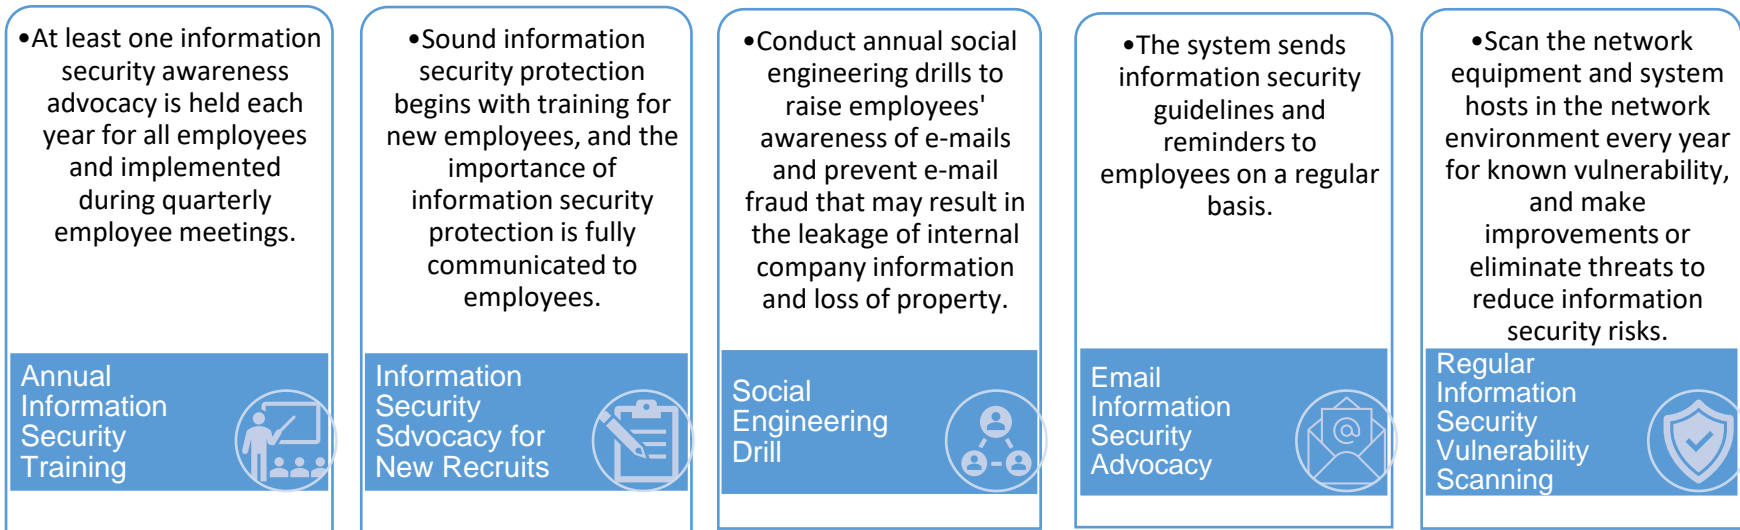 •At least one information
security awareness
advocacy is held each
year for all employees
and implemented
during quarterly
employee meetings.
Annual
Information
Security
Training
•Sound information
security protection
begins with training for
new employees, and the
importance of
information security
protection is fully
communicated to
employees.
Information
Security
Sdvocacy for
New Recruits
•Conduct annual social
engineering drills to
raise employees'
awareness of e-mails
and prevent e-mail
fraud that may result in
the leakage of internal
company information
and loss of property.
Social
Engineering
Drill
•The system sends
information security
guidelines and
reminders to
employees on a regular
basis.
Email
Information
Security
Advocacy
@
•Scan the network
equipment and system
hosts in the network
environment every year
for known vulnerability,
and make
improvements or
eliminate threats to
reduce information
security risks.
Regular
Information
Security
Vulnerability
Scanning